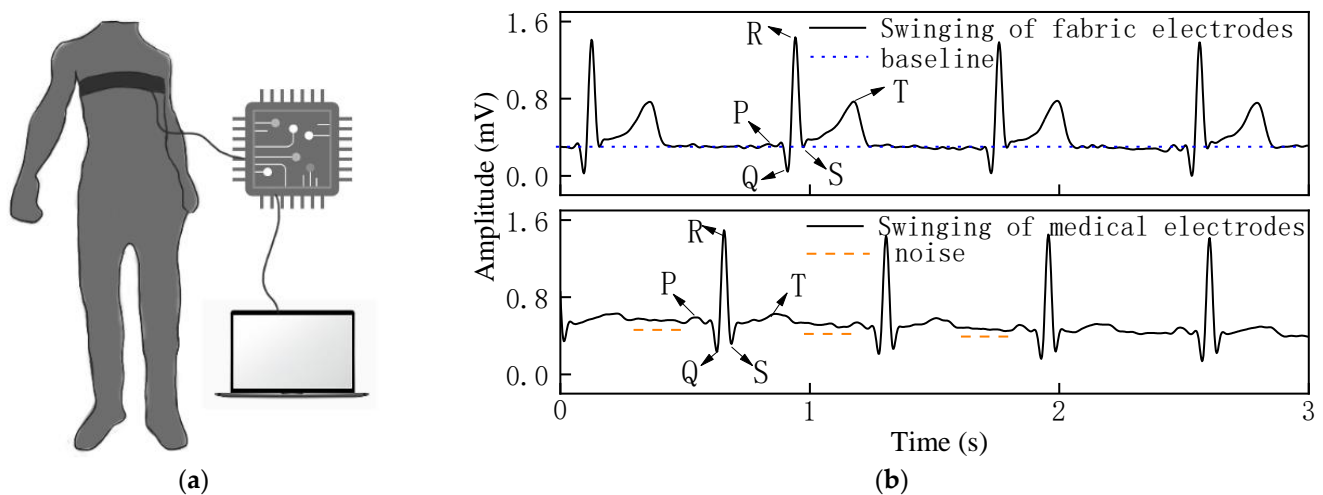 (b)
1.6
R
Swinging of fabric electrodes
baseline
0.8
P
T
0.0
Q
S
Amplitude (mV)
1.6
R
Swinging of medical electrodes
noise
0.8
P
T
0.0
Q
S
0
1
2
3
Time (s)
(a)
(b)